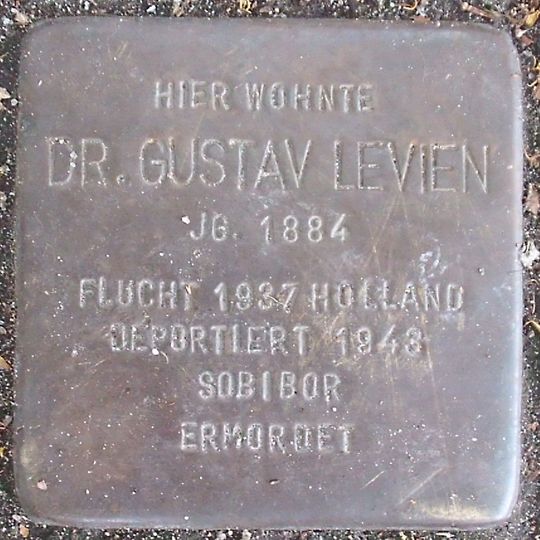 HIER WOHNTE
DR. GUSTAV LEVIEN
JG. 1884
FLUCHT 1937 HOLLAND
DEPORTIERT 1943
SOBIBOR
ERMORDET